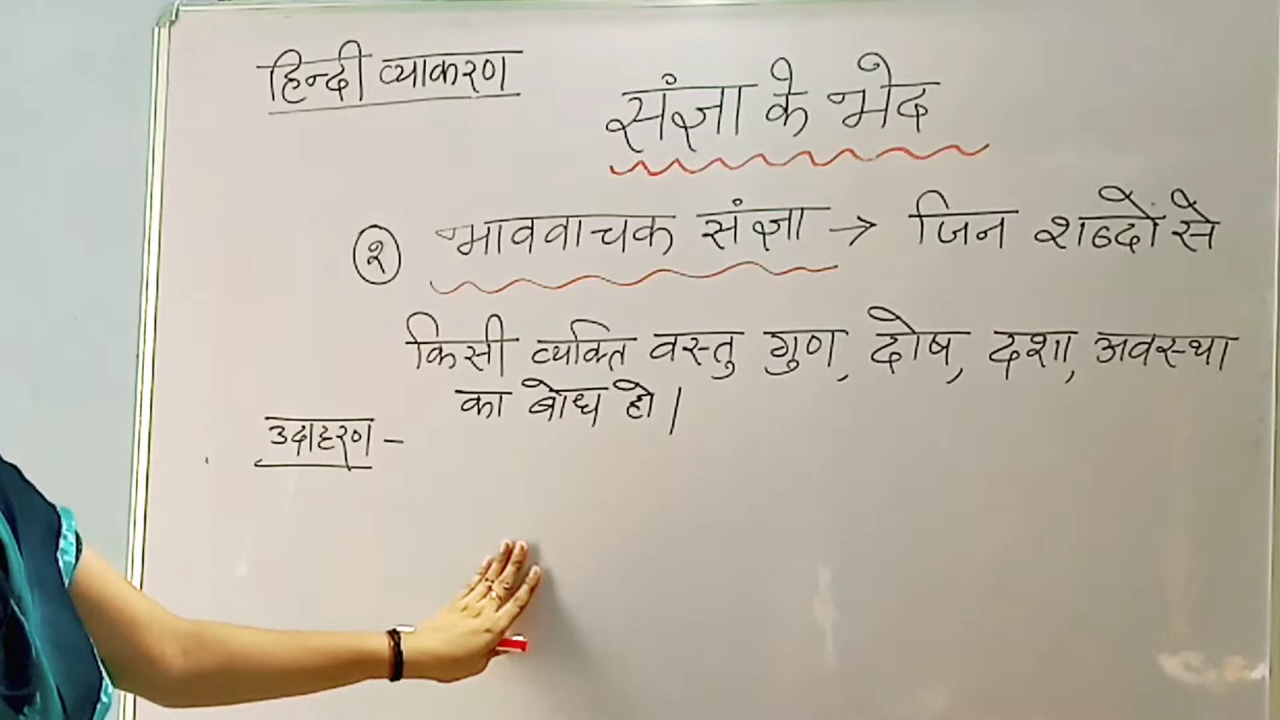 हिन्दी व्याकरण
संज्ञा के भेद
२ भाववाचक संज्ञा → जिन शब्दों से
किसी व्यक्ति वस्तु गुण, दोष, दशा, अवस्था
का बोध हो।
उदाहरण -